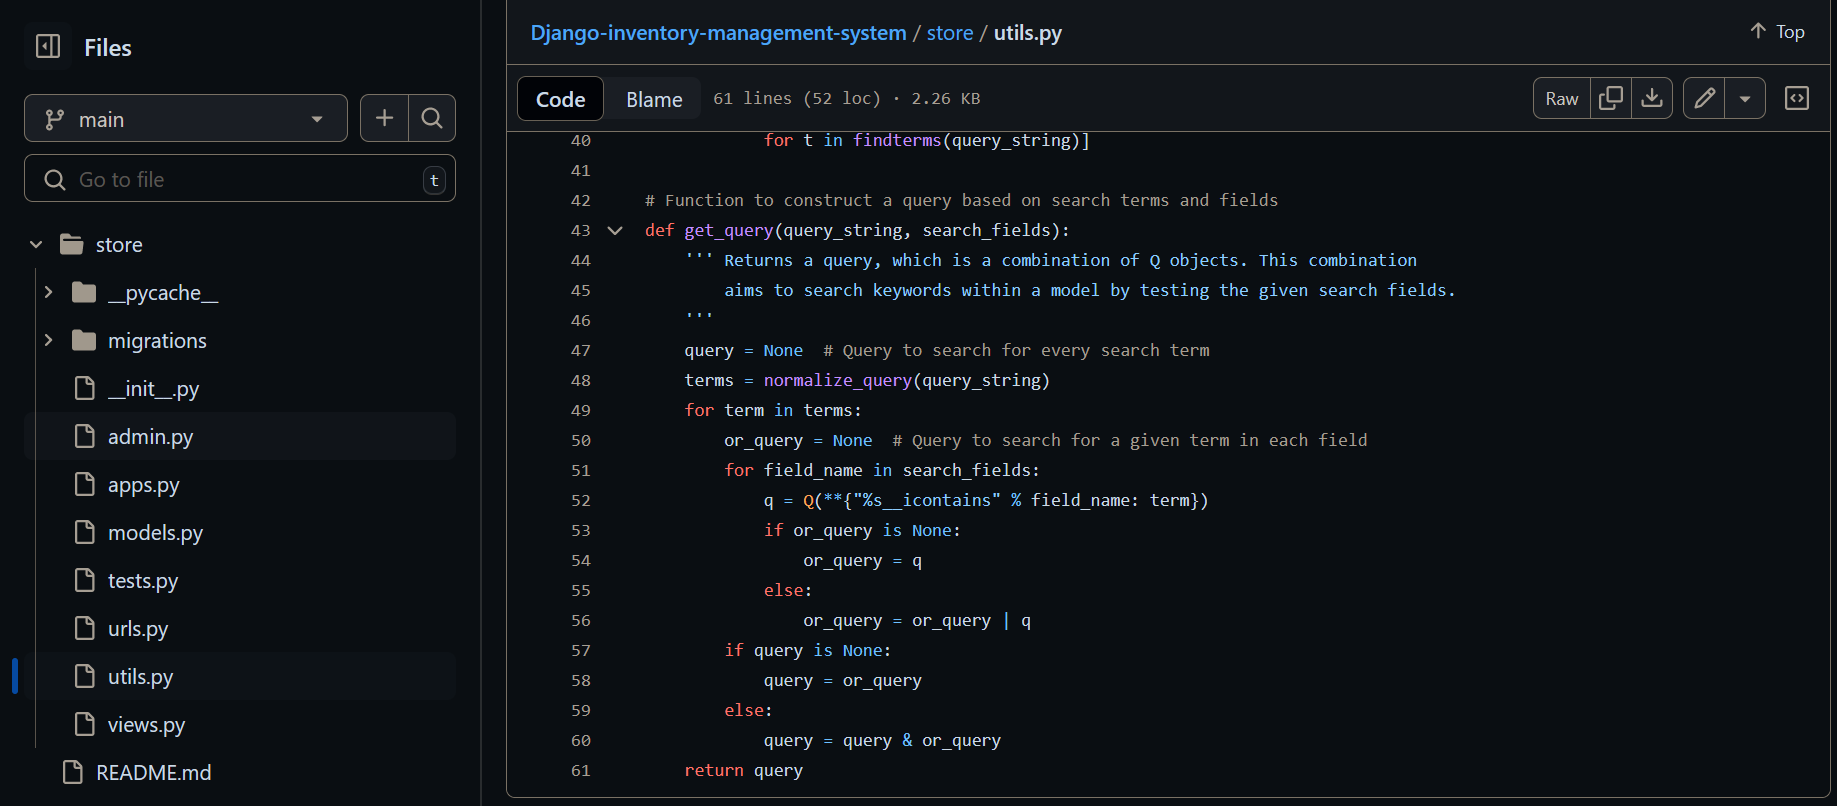 Files
main
Go to file
t
store
__pycache__
migrations
__init__.py
admin.py
apps.py
models.py
tests.py
urls.py
utils.py
views.py
README.md
Django-inventory-management-system / store / utils.py
Top
Code
Blame
61 lines (52 loc) · 2.26 KB
Raw
40 for t in findterms(query_string)]
41
42 # Function to construct a query based on search terms and fields
43 def get_query(query_string, search_fields):
44 ''' Returns a query, which is a combination of Q objects. This combination
45 aims to search keywords within a model by testing the given search fields.
46 '''
47 query = None  # Query to search for every search term
48 terms = normalize_query(query_string)
49 for term in terms:
50 or_query = None  # Query to search for a given term in each field
51 for field_name in search_fields:
52 q = Q(**{"%s__icontains" % field_name: term})
53 if or_query is None:
54 or_query = q
55 else:
56 or_query = or_query | q
57 if query is None:
58 query = or_query
59 else:
60 query = query & or_query
61 return query